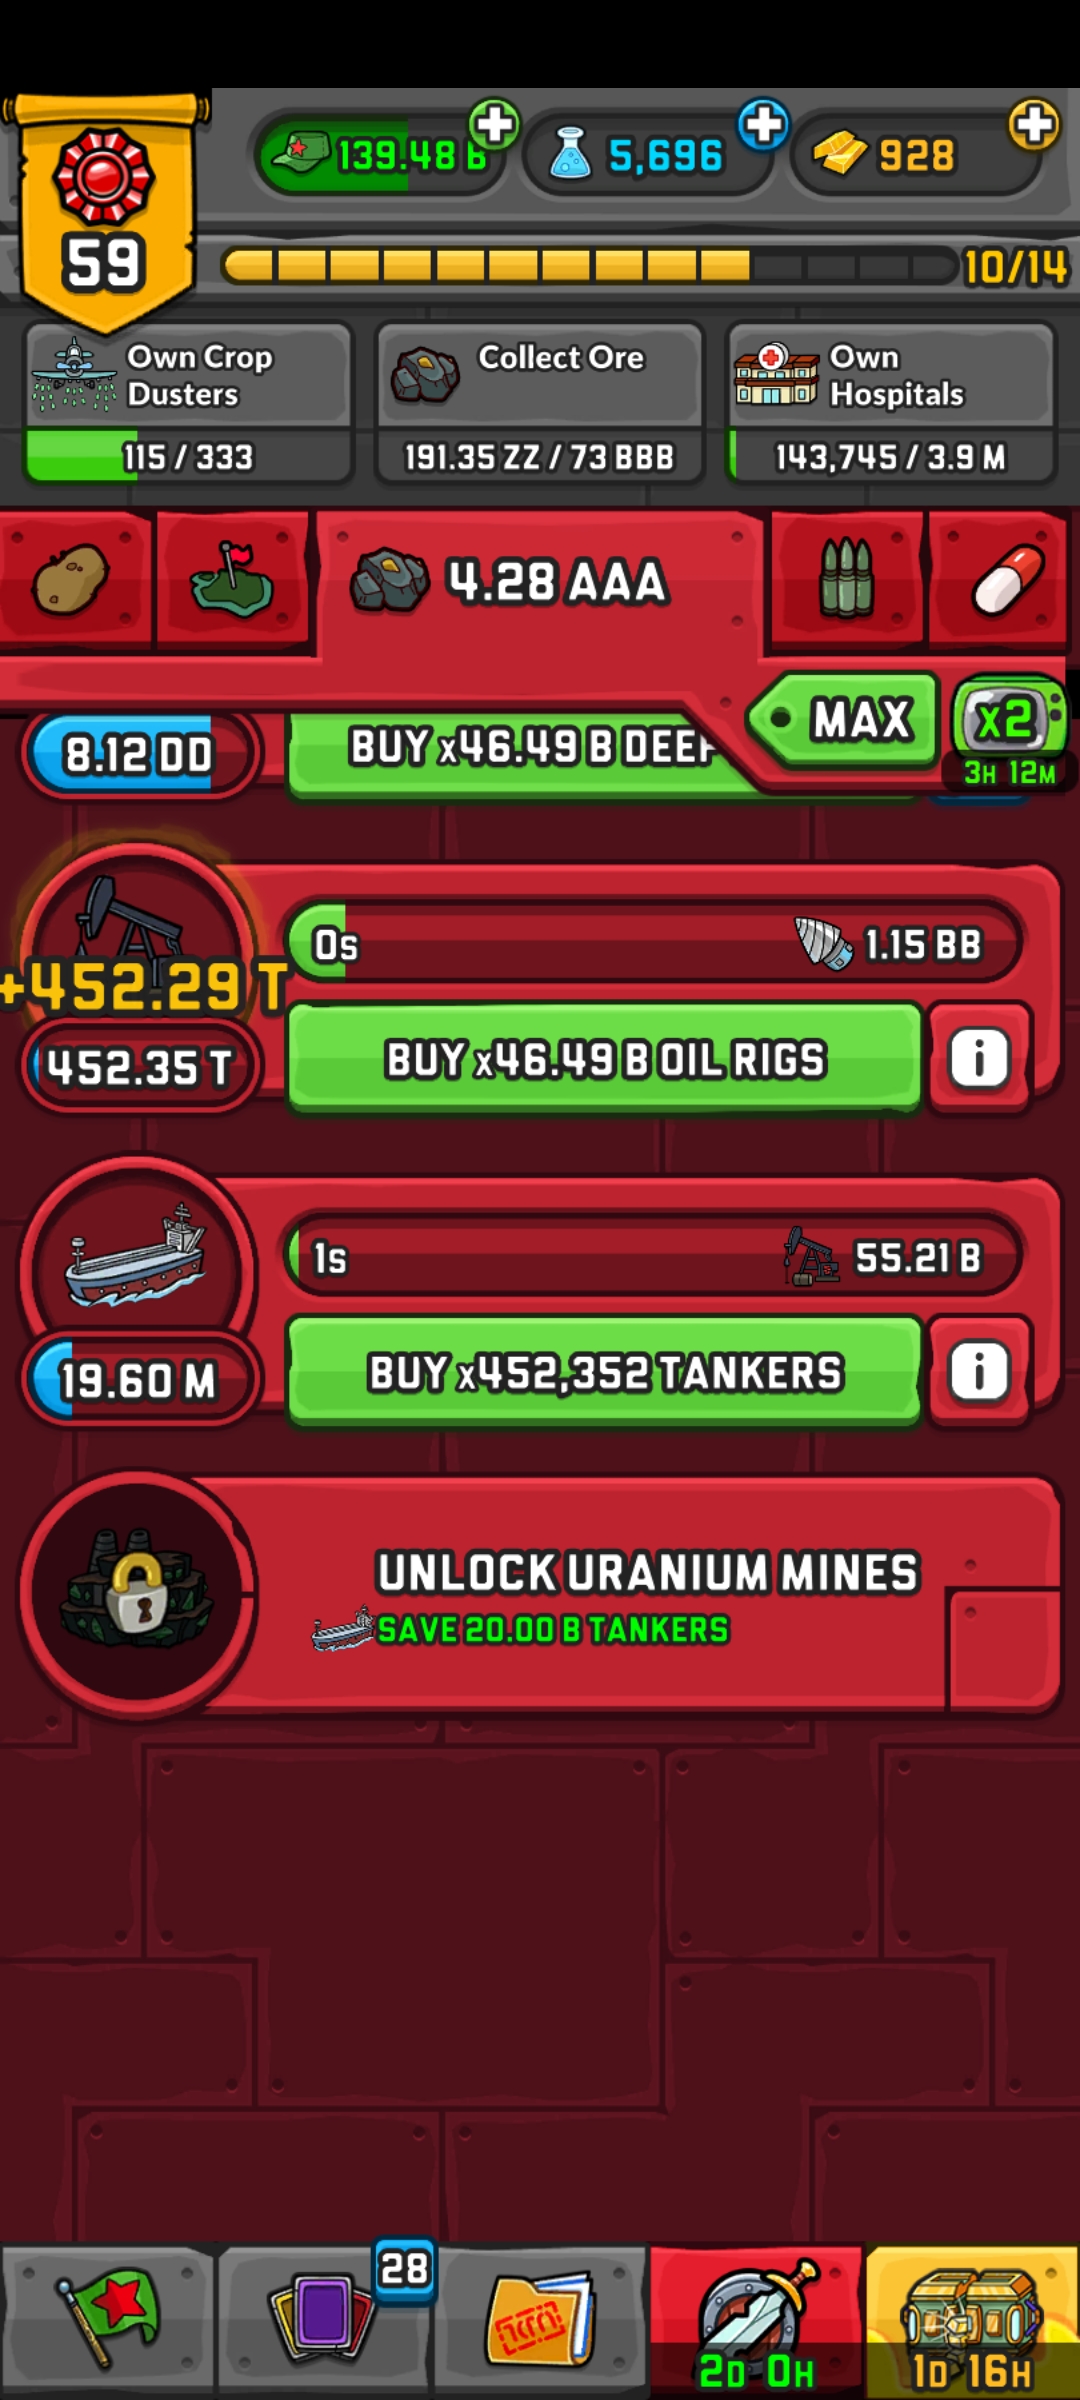 139.48 B
5,696
928
59
10/14
Own Crop
Dusters
115 / 333
Collect Ore
191.35 ZZ / 73 BBB
Own
Hospitals
143,745 / 3.9 M
4.28 AAA
MAX
x2
3H 12M
8.12 DD
BUY x46.49 B DEEP
0s
1.15 BB
+452.29 T
452.35 T
BUY x46.49 B OIL RIGS
i
1s
55.21 B
19.60 M
BUY x452,352 TANKERS
i
UNLOCK URANIUM MINES
SAVE 20.00 B TANKERS
28
2D 0H
1D 16H